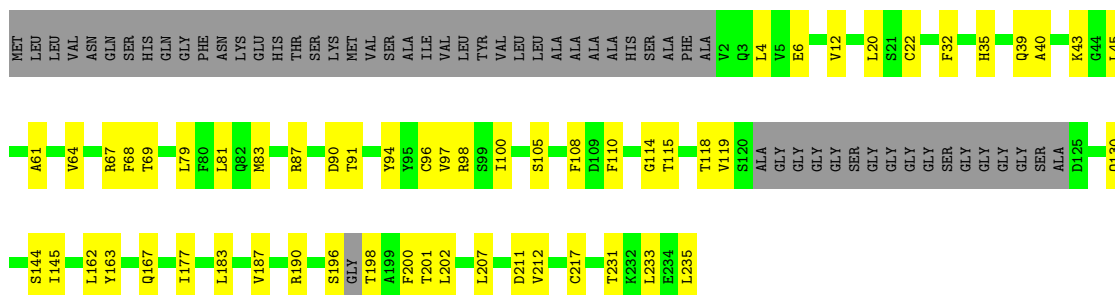 MET LEU LEU VAL ASN GLN SER HIS GLN GLY PHE ASN LYS GLU HIS THR SER LYS MET VAL SER ALA ILE VAL LEU TYR VAL LEU LEU ALA ALA ALA ALA HIS SER ALA PHE ALA V2 Q3 L4 V5 E6 V12 L20 S21 C22 F32 H35 Q39 A40 K43 G44 L45
A61 V64 R67 F68 T69 L79 F80 L81 Q82 M83 R87 D90 T91 Y94 Y95 C96 V97 R98 S99 I100 S105 F108 D109 F110 G114 T115 T118 V119 S120 ALA GLY GLY GLY GLY SER GLY GLY GLY GLY SER GLY GLY GLY GLY SER ALA D125
S144 I145 L162 Y163 Q167 I177 L183 V187 R190 S196 GLY T198 A199 F200 T201 L202 L207 D211 V212 C217 T231 K232 L233 E234 L235